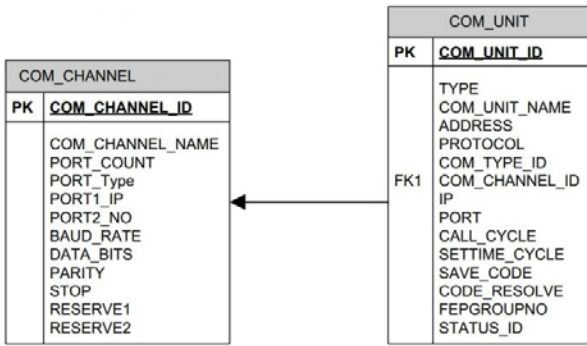 COM_CHANNEL
PK COM_CHANNEL_ID
COM_CHANNEL_NAME
PORT_COUNT
PORT_Type
PORT1_IP
PORT2_NO
BAUD_RATE
DATA_BITS
PARITY
STOP
RESERVE1
RESERVE2
COM_UNIT
PK COM_UNIT_ID
TYPE
COM_UNIT_NAME
ADDRESS
PROTOCOL
COM_TYPE_ID
FK1 COM_CHANNEL_ID
IP
PORT
CALL_CYCLE
SETTIME_CYCLE
SAVE_CODE
CODE_RESOLVE
FEPGROUPNO
STATUS_ID